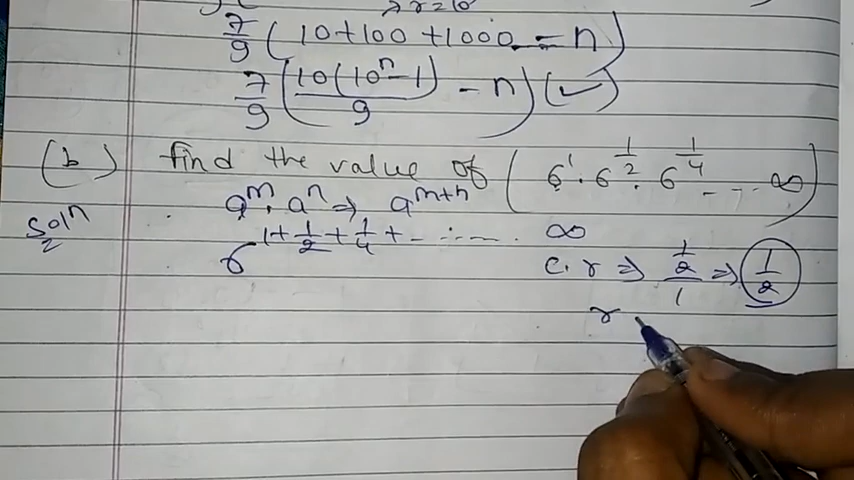 7/9 ( 10+100 +1000 - n )
7/9 ( 10(10^n - 1)/9 - n ) (✓)
(b) find the value of ( 6^1 . 6^(1/2) . 6^(1/4) - - - ∞ )
Sol^n a^m . a^n ⇒ a^(m+n)
6^(1 + 1/2 + 1/4 + - - - - - ∞)
C. r ⇒ (1/2)/1 ⇒ 1/2
r